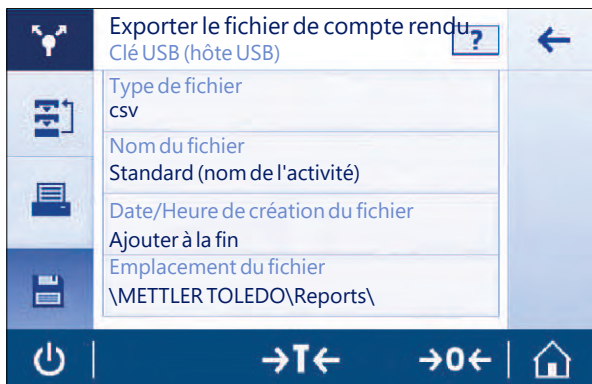 Exporter le fichier de compte rendu
?
Clé USB (hôte USB)
Type de fichier
csv
Nom du fichier
Standard (nom de l'activité)
Date/Heure de création du fichier
Ajouter à la fin
Emplacement du fichier
\METTLER TOLEDO\Reports\
→T← →0←